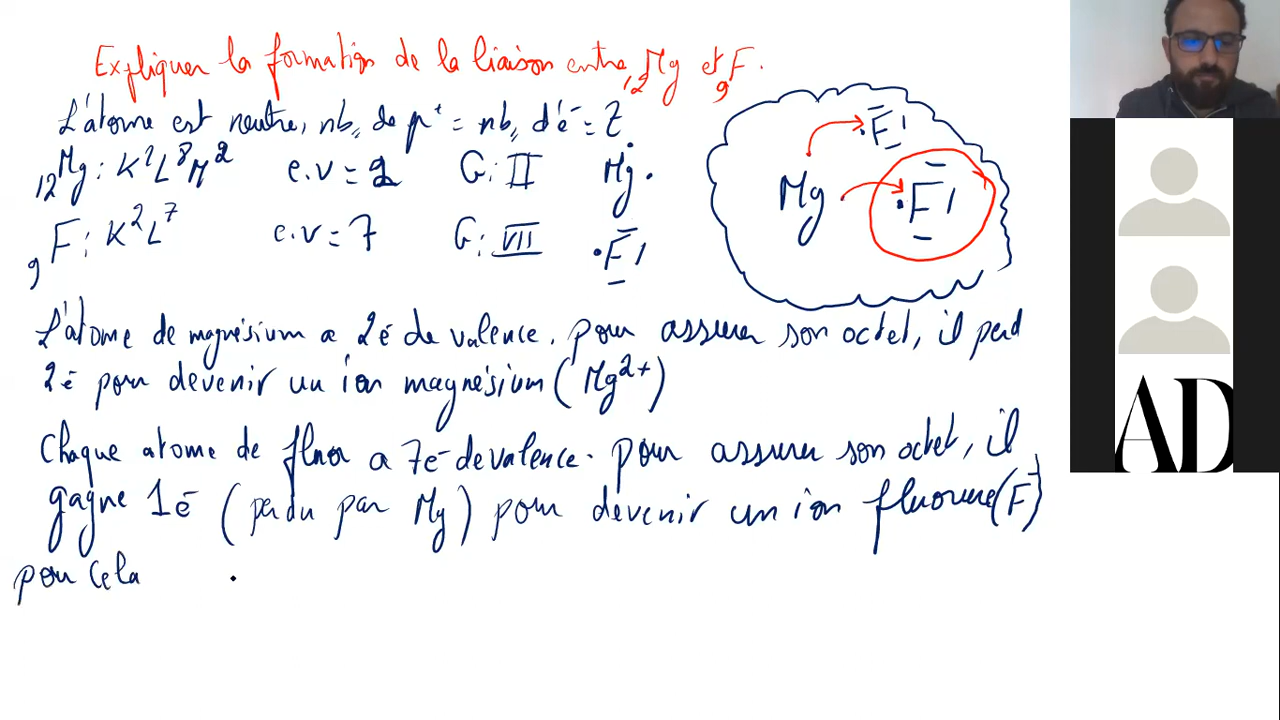 Expliquer la formation de la liaison entre ₁₂Mg et ₉F.
L'atome est neutre, nb. de p⁺ = nb. d'é = Z.
₁₂Mg : K²L⁸M² e.v = 2 G: II Mg
₉F : K²L⁷ e.v = 7 G: VII F
Mg F F
L'atome de magnésium a 2é de valence. pour assurer son octet, il perd
2é pour devenir un ion magnésium (Mg²⁺)
Chaque atome de fluor a 7é de valence. pour assurer son octet, il
gagne 1é (perdu par Mg) pour devenir un ion fluorure (F⁻)
pour cela
AD